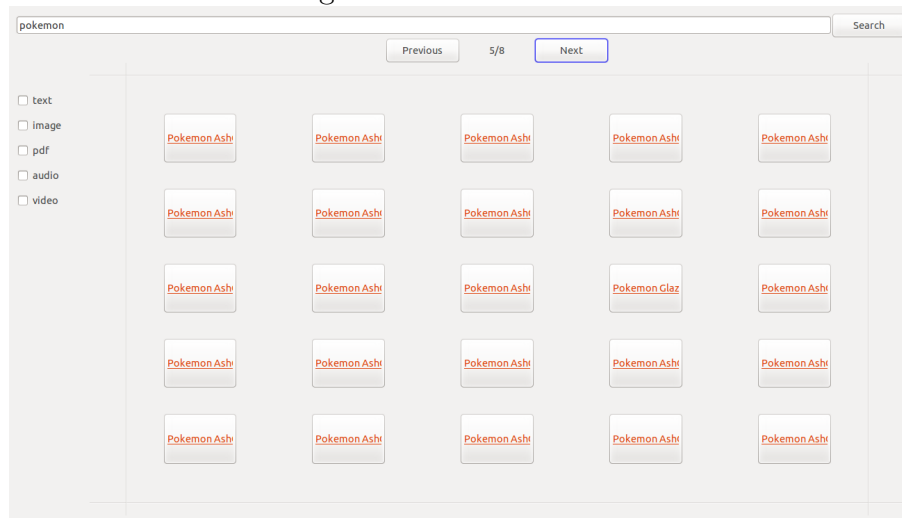 pokemon Search
Previous 5/8 Next
text
image
pdf
audio
video
Pokemon Ash Pokemon Ash Pokemon Ash Pokemon Ash Pokemon Ash
Pokemon Ash Pokemon Ash Pokemon Ash Pokemon Ash Pokemon Ash
Pokemon Ash Pokemon Ash Pokemon Ash Pokemon Glaz Pokemon Ash
Pokemon Ash Pokemon Ash Pokemon Ash Pokemon Ash Pokemon Ash
Pokemon Ash Pokemon Ash Pokemon Ash Pokemon Ash Pokemon Ash